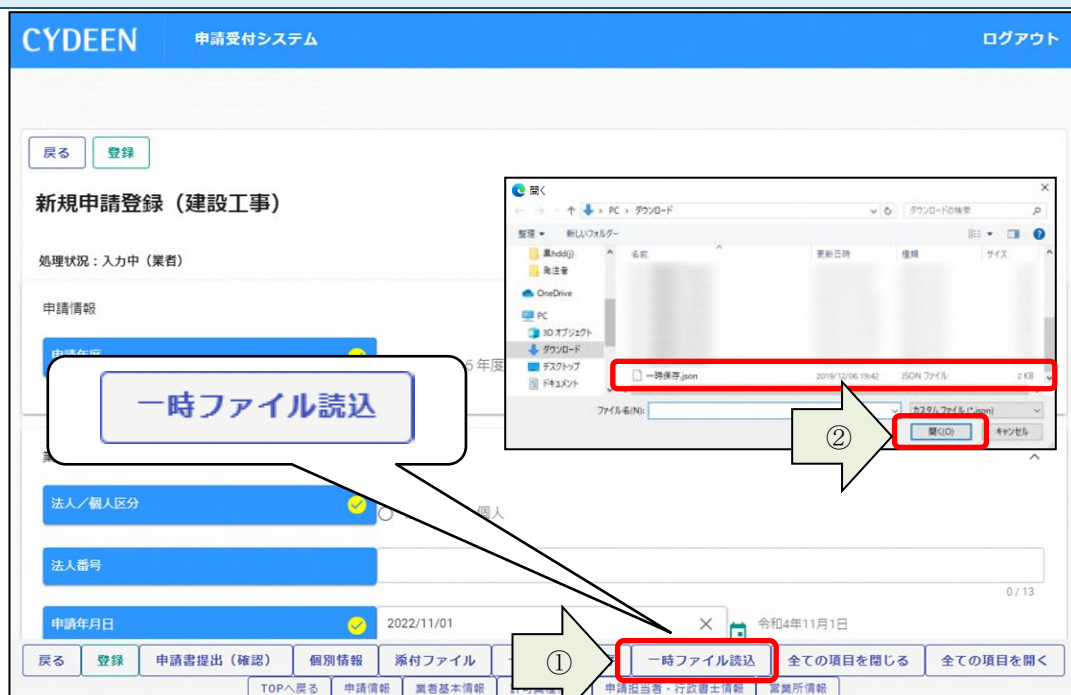 CYDEEN 申請受付システム ログアウト
戻る 登録
新規申請登録（建設工事）
処理状況：入力中（業者）
申請情報
年度
一時ファイル読込
開く
PC › ダウンロード
ダウンロードの検索
整理 新しいフォルダー
名前 更新日時 種類 サイズ
黒hdd(j)
発注者
OneDrive
PC
3D オブジェクト
ダウンロード
デスクトップ
ドキュメント
一時保存.json 2019/12/06 19:42 JSON ファイル 2 KB
ファイル名(N): カスタム ファイル (*.json)
開く(O) キャンセル
②
法人／個人区分 個人
法人番号
0 / 13
申請年月日 2022/11/01 令和4年11月1日
①
戻る 登録 申請書提出（確認） 個別情報 添付ファイル 一時ファイル読込 全ての項目を閉じる 全ての項目を開く
TOPへ戻る 申請情報 業者基本情報 申請担当者・行政書士情報 営業所情報